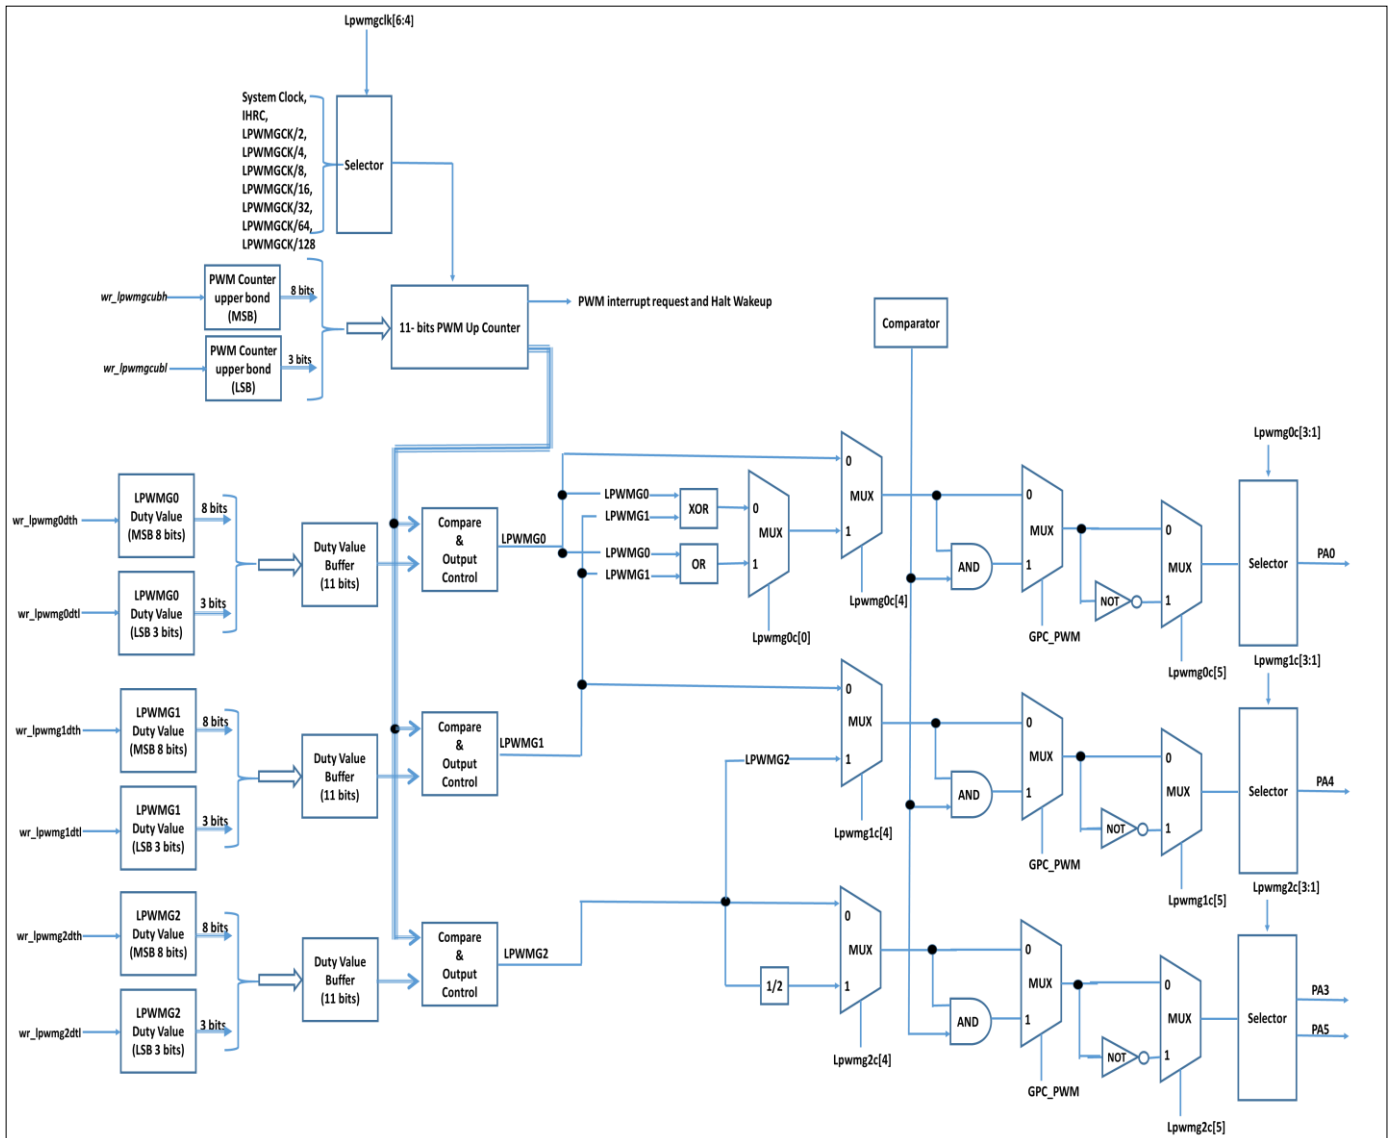 Lpwmgclk[6:4]
System Clock,
IHRC,
LPWMGCK/2,
LPWMGCK/4,
LPWMGCK/8,
LPWMGCK/16,
LPWMGCK/32,
LPWMGCK/64,
LPWMGCK/128
Selector
wr_lpwmgcubh
PWM Counter
upper bond
(MSB)
8 bits
wr_lpwmgcubl
PWM Counter
upper bond
(LSB)
3 bits
11- bits PWM Up Counter
PWM interrupt request and Halt Wakeup
Comparator
wr_lpwmg0dth
LPWMG0
Duty Value
(MSB 8 bits)
8 bits
wr_lpwmg0dtl
LPWMG0
Duty Value
(LSB 3 bits)
3 bits
Duty Value
Buffer
(11 bits)
Compare
&
Output
Control
LPWMG0
LPWMG0
LPWMG1
XOR
LPWMG0
LPWMG1
OR
0
MUX
1
Lpwmg0c[0]
0
MUX
1
Lpwmg0c[4]
AND
0
MUX
1
GPC_PWM
NOT
0
MUX
1
Lpwmg0c[5]
Lpwmg0c[3:1]
Selector
PA0
wr_lpwmg1dth
LPWMG1
Duty Value
(MSB 8 bits)
8 bits
wr_lpwmg1dtl
LPWMG1
Duty Value
(LSB 3 bits)
3 bits
Duty Value
Buffer
(11 bits)
Compare
&
Output
Control
LPWMG1
LPWMG2
0
MUX
1
Lpwmg1c[4]
AND
0
MUX
1
GPC_PWM
NOT
0
MUX
1
Lpwmg1c[5]
Lpwmg1c[3:1]
Selector
PA4
wr_lpwmg2dth
LPWMG2
Duty Value
(MSB 8 bits)
8 bits
wr_lpwmg2dtl
LPWMG2
Duty Value
(LSB 3 bits)
3 bits
Duty Value
Buffer
(11 bits)
Compare
&
Output
Control
LPWMG2
1/2
0
MUX
1
Lpwmg2c[4]
AND
0
MUX
1
GPC_PWM
NOT
0
MUX
1
Lpwmg2c[5]
Lpwmg2c[3:1]
Selector
PA3
PA5